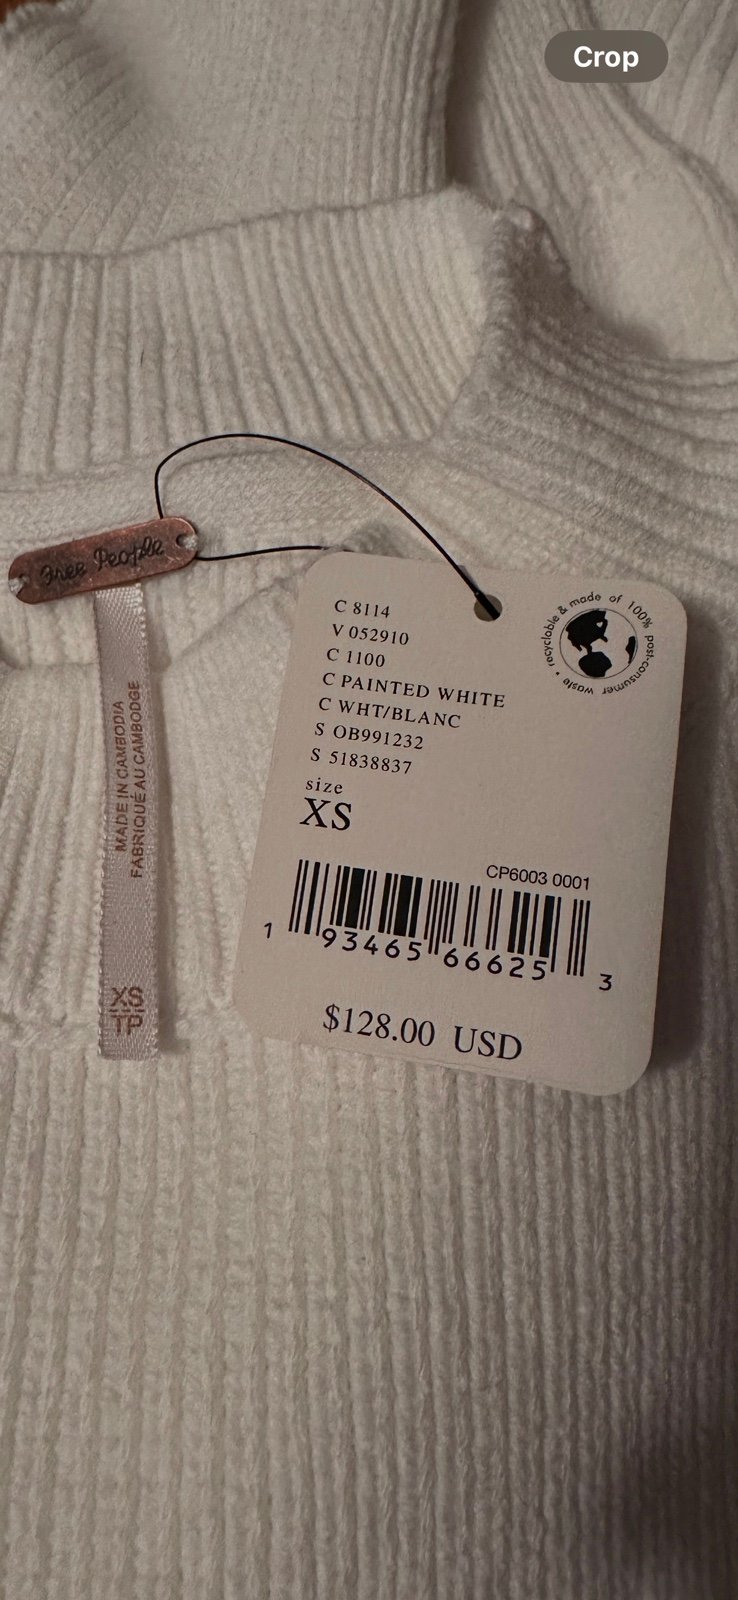 Crop
Free People
MADE IN CAMBODIA
FABRIQUÉ AU CAMBODGE
XS
TP
C 8114
V 052910
C 1100
C PAINTED WHITE
C WHT/BLANC
S OB991232
S 51838837
size
XS
recyclable & made of 100% post-consumer waste •
CP6003 0001
1 93465 66625 3
$128.00 USD